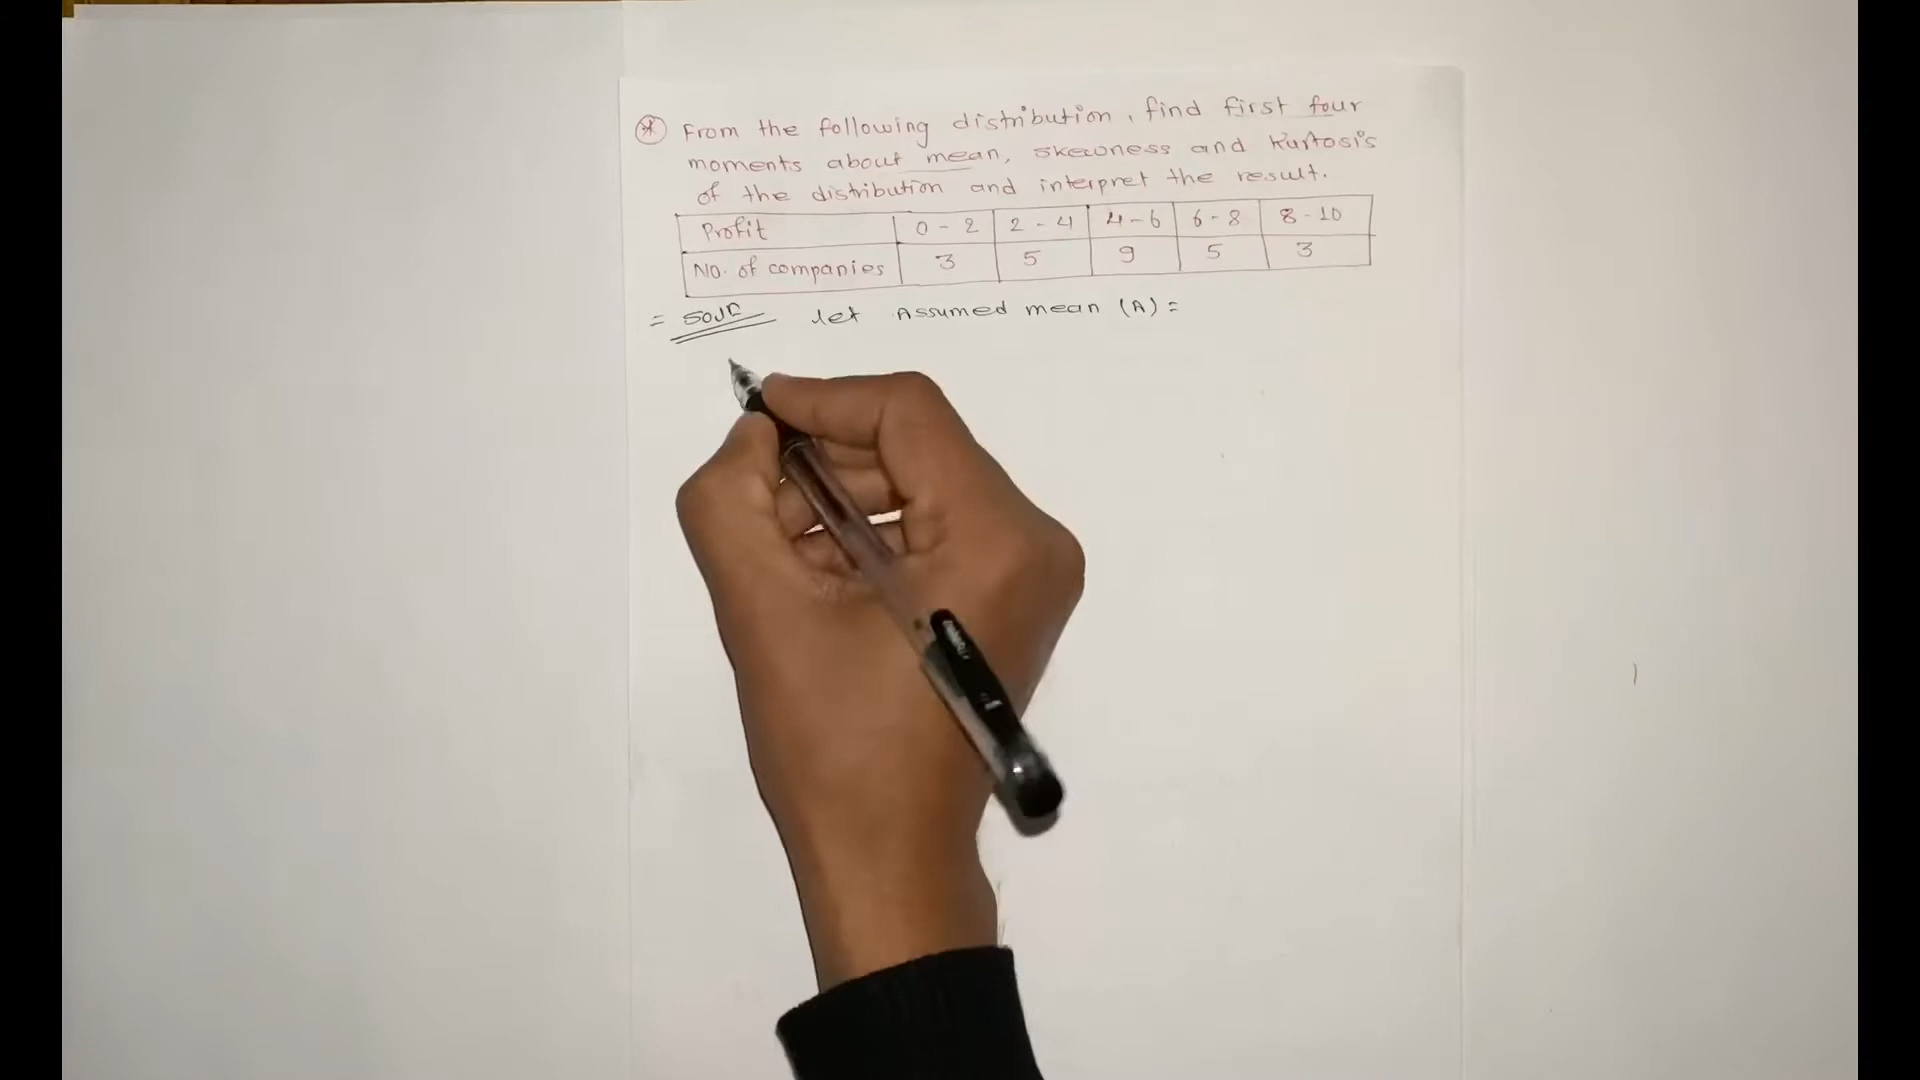 * From the following distribution, find first four
moments about mean, skewness and Kurtosis
of the distribution and interpret the result.
Profit 0 - 2 2 - 4 4 - 6 6 - 8 8 - 10
No. of companies 3 5 9 5 3
= Soln let Assumed mean (A) =